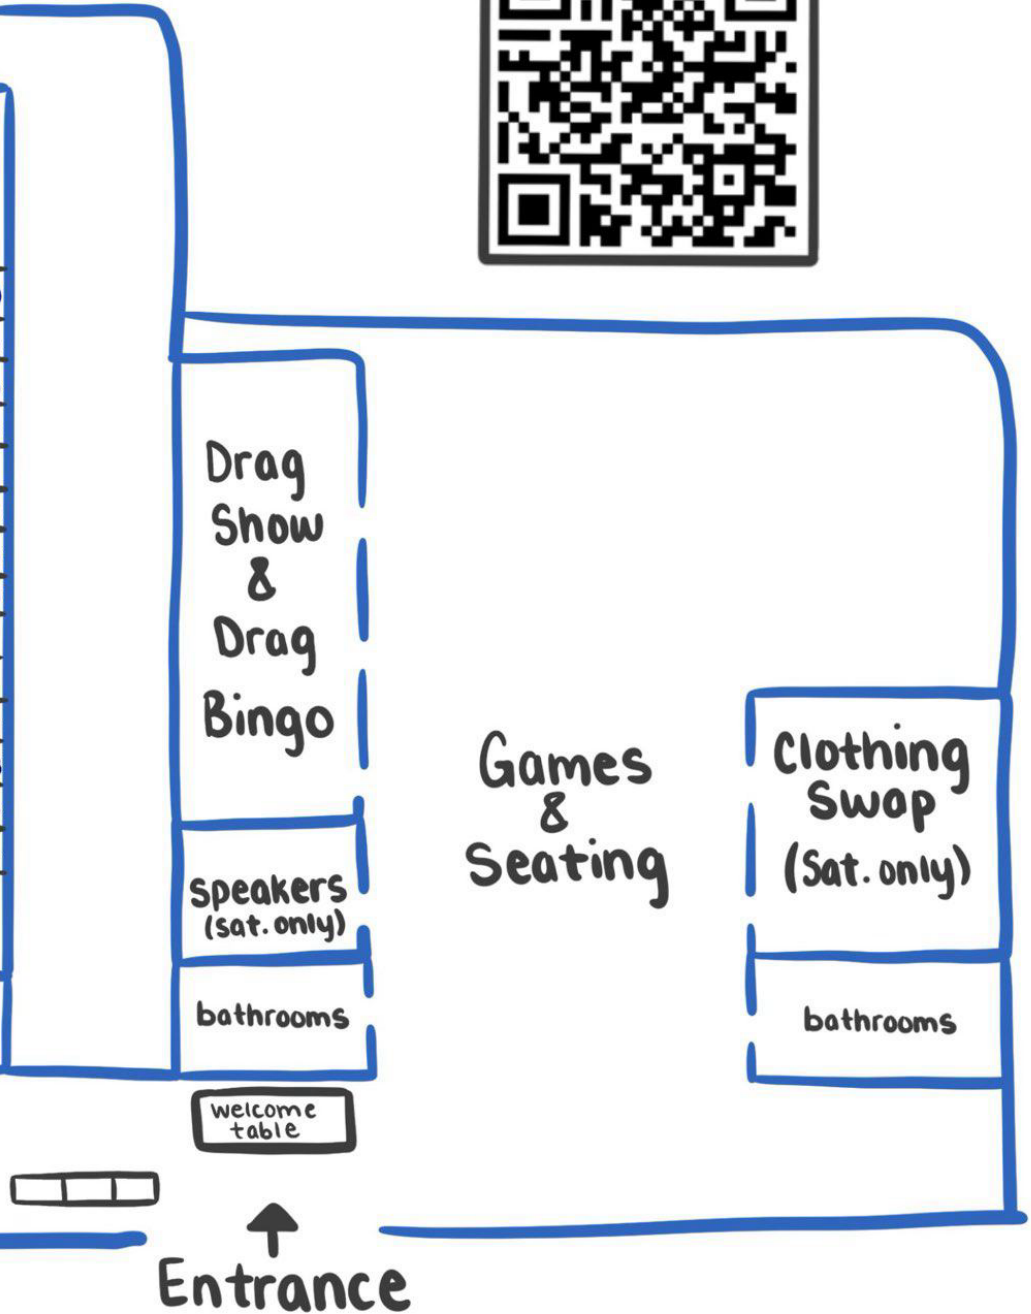 Drag
Show
&
Drag
Bingo
speakers
(sat. only)
bathrooms
Games
&
Seating
Clothing
Swap
(Sat. only)
bathrooms
welcome
table
Entrance